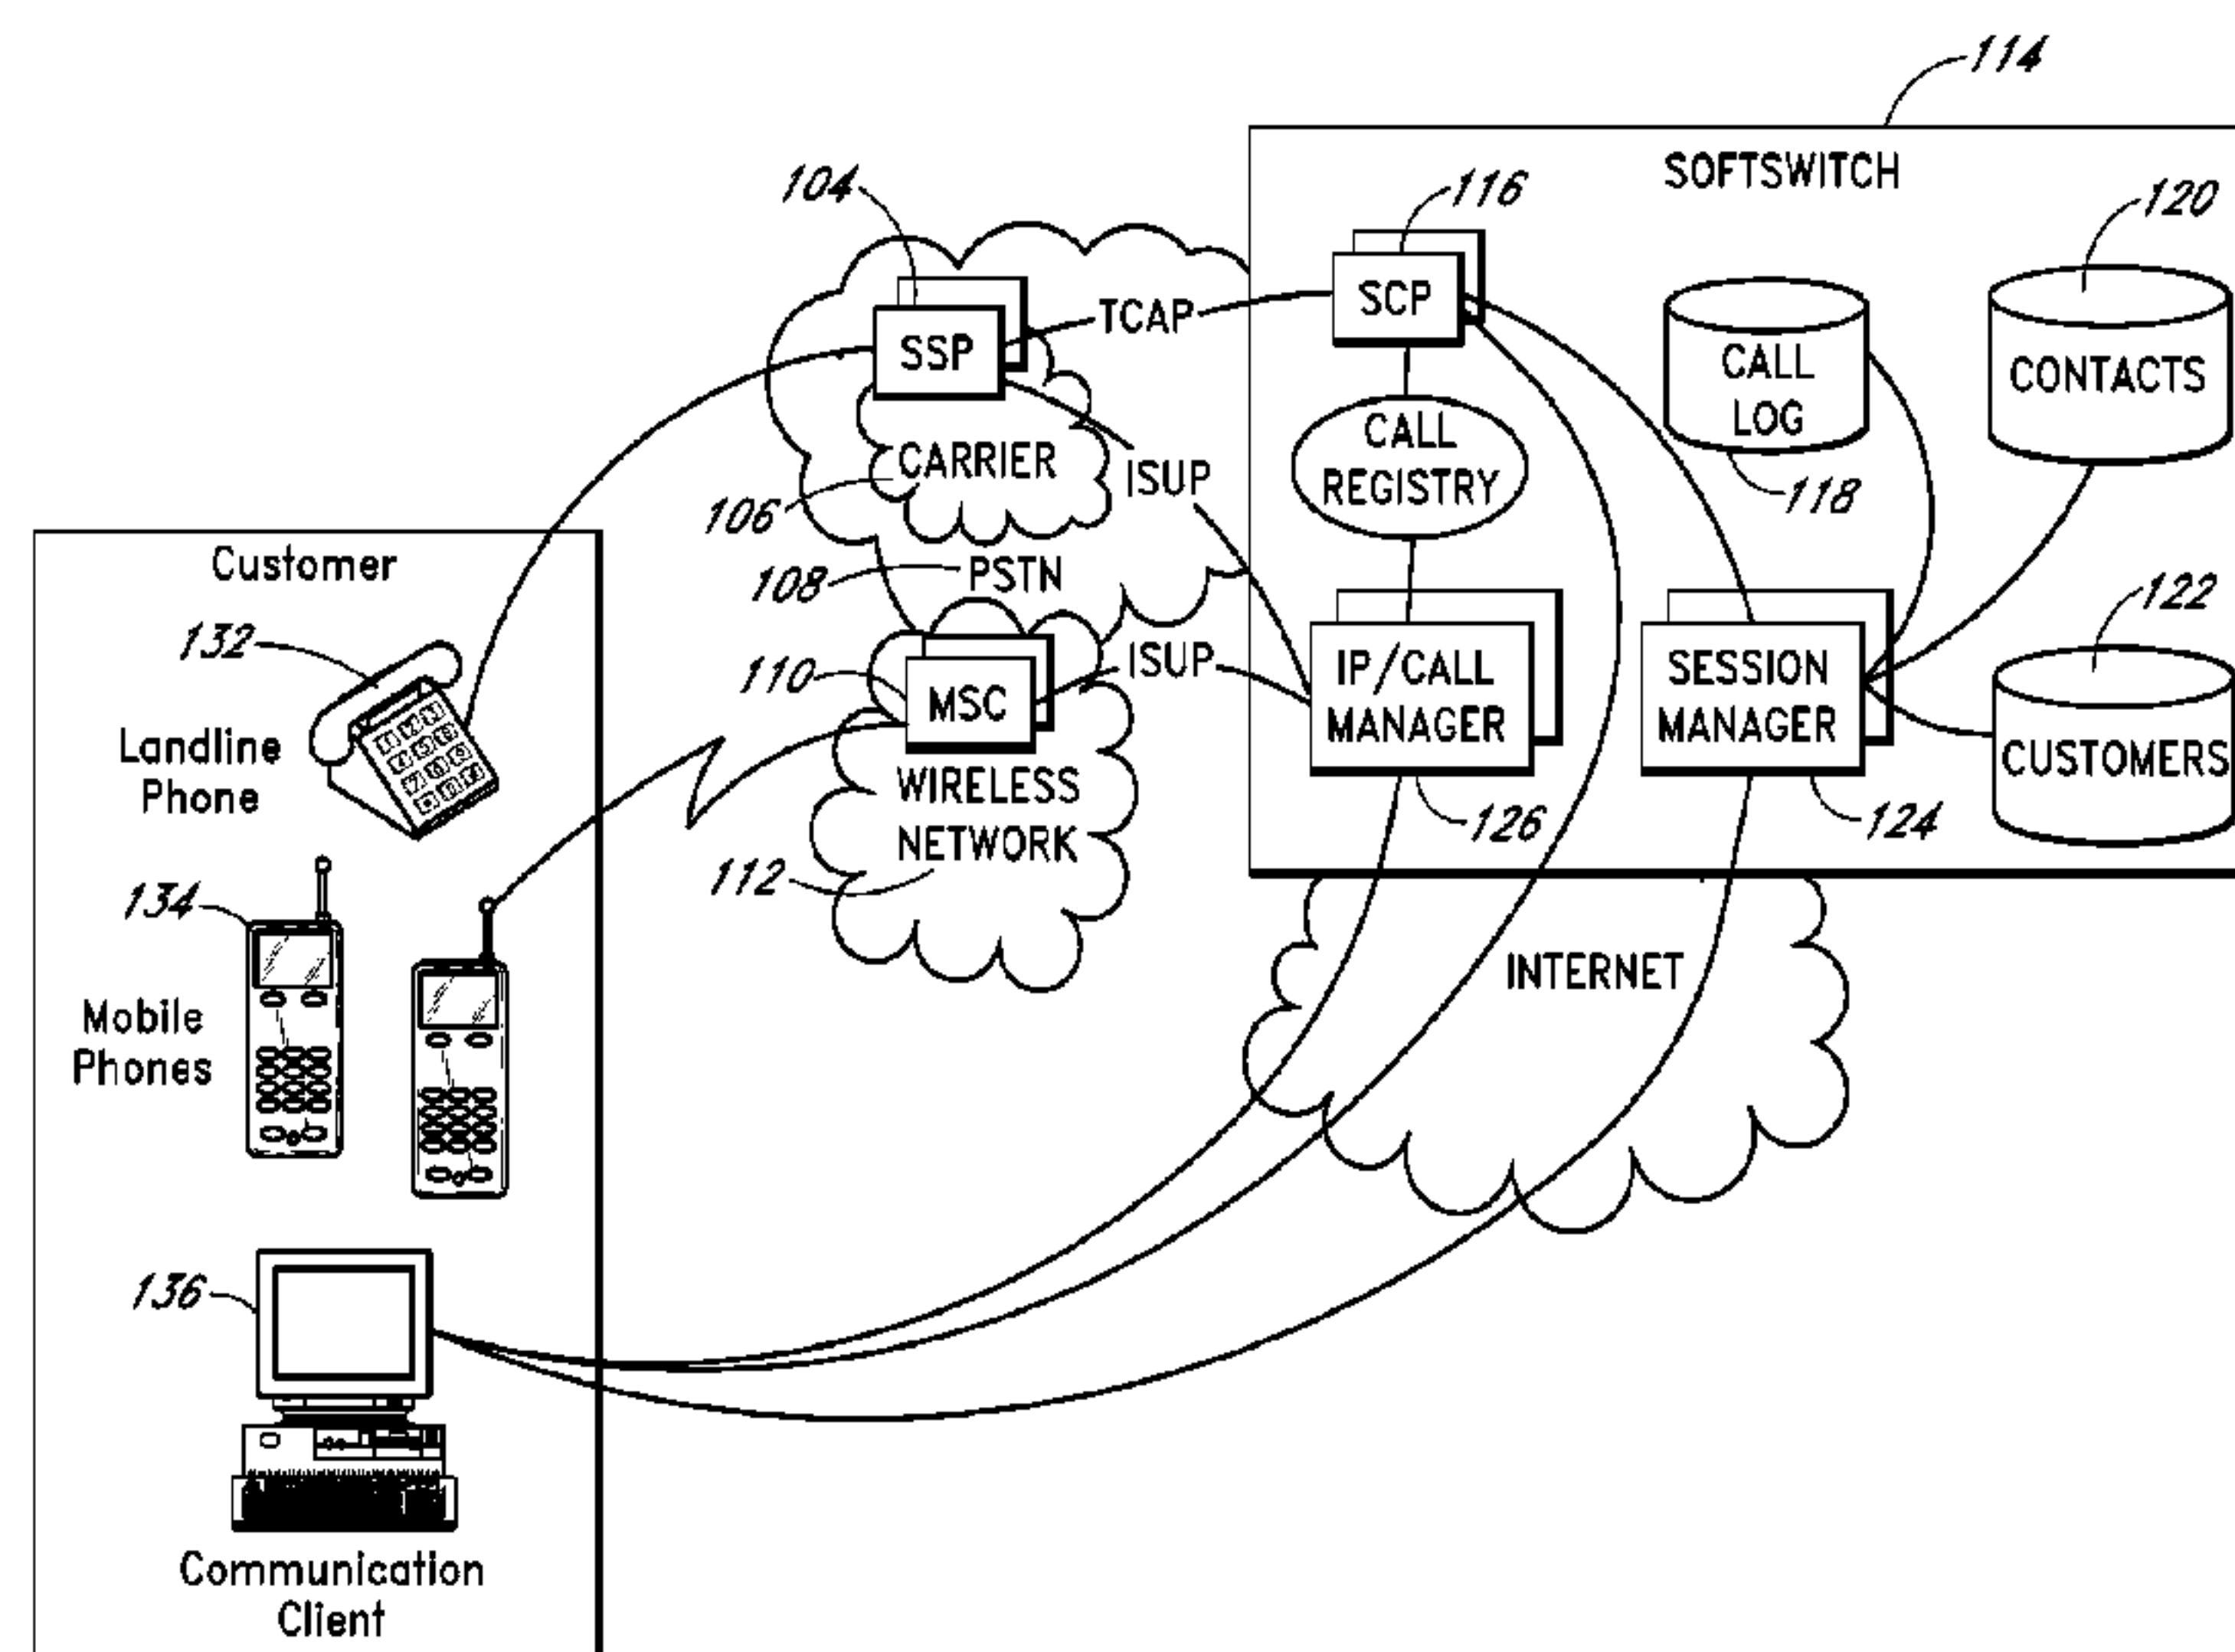 114
SOFTSWITCH
104
116
120
SCP
TCAP
SSP
CALL
LOG
CONTACTS
CALL
REGISTRY
CARRIER
ISUP
118
106
Customer
108
PSTN
122
132
ISUP
110
MSC
IP/CALL
MANAGER
SESSION
MANAGER
CUSTOMERS
Landline
Phone
WIRELESS
NETWORK
126
124
112
134
INTERNET
Mobile
Phones
136
Communication
Client